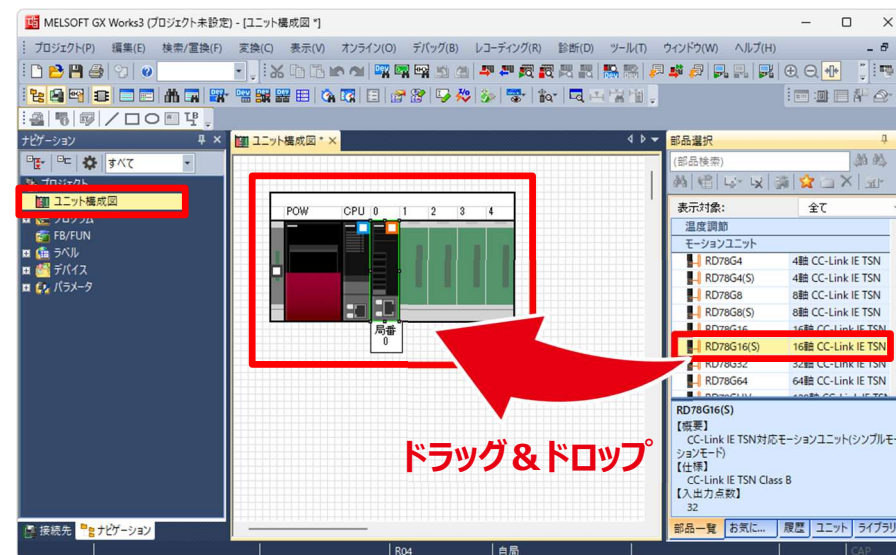 MELSOFT GX Works3 (プロジェクト未設定) - [ユニット構成図 *]
プロジェクト(P) 編集(E) 検索/置換(F) 変換(C) 表示(V) オンライン(O) デバッグ(B) レコーディング(R) 診断(D) ツール(T) ウィンドウ(W) ヘルプ(H)
ナビゲーション
すべて
プロジェクト
ユニット構成図
プログラム
FB/FUN
ラベル
デバイス
パラメータ
接続先 ナビゲーション
ユニット構成図 *
POW CPU 0 1 2 3 4
局番
0
ドラッグ&ドロップ
部品選択
(部品検索)
表示対象: 全て
温度調節
モーションユニット
RD78G4 4軸 CC-Link IE TSN
RD78G4(S) 4軸 CC-Link IE TSN
RD78G8 8軸 CC-Link IE TSN
RD78G8(S) 8軸 CC-Link IE TSN
RD78G16 16軸 CC-Link IE TSN
RD78G16(S) 16軸 CC-Link IE TSN
RD78G32 32軸 CC-Link IE TSN
RD78G64 64軸 CC-Link IE TSN
RD78G16(S)
【概要】
CC-Link IE TSN対応モーションユニット(シンプルモー
ションモード)
【仕様】
CC-Link IE TSN Class B
【入出力点数】
32
部品一覧 お気に... 履歴 ユニット ライブラリ
R04 自局 CAP